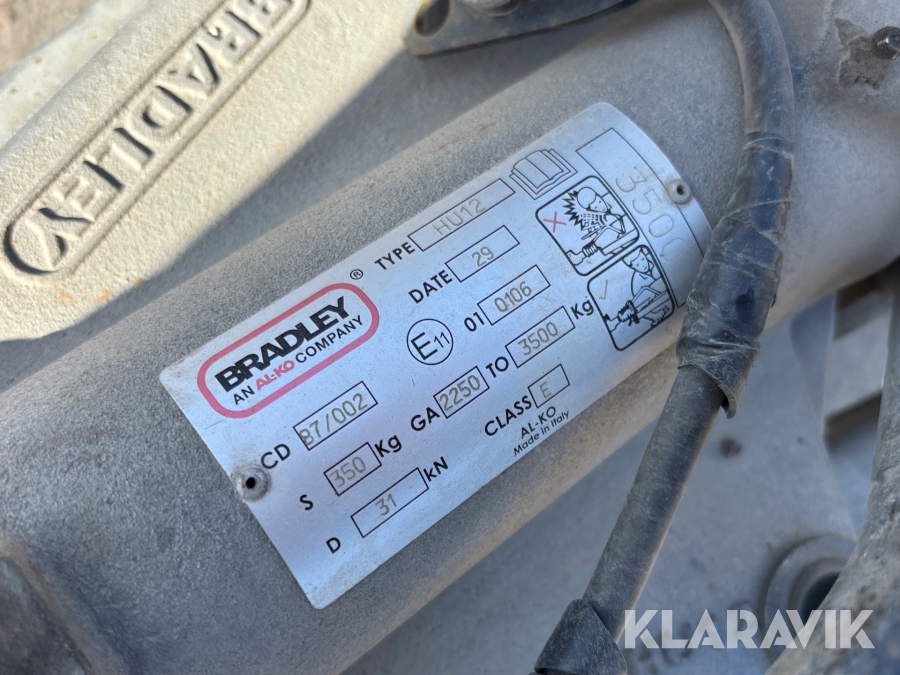 BRADLEY
BRADLEY ®
AN AL-KO COMPANY
TYPE HU12
DATE 29
E11 01 0106
CD 87/002
S 350 Kg GA 2250 TO 3500 Kg
D 31 kN CLASS E
AL-KO
Made in Italy
KLARAVIK